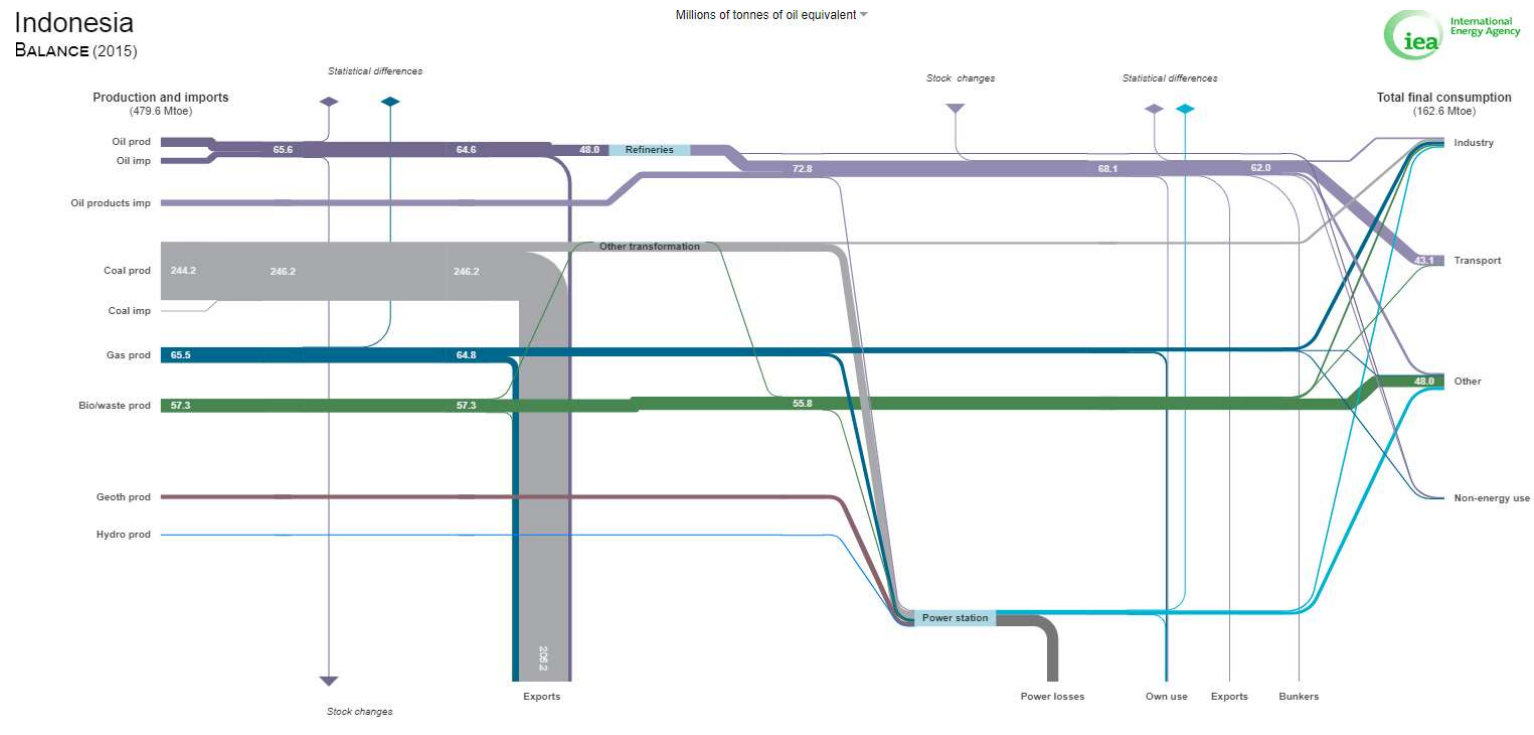 Indonesia
BALANCE (2015)
Millions of tonnes of oil equivalent
iea
International
Energy Agency
Statistical differences
Stock changes
Statistical differences
Production and imports
(479.6 Mtoe)
Total final consumption
(162.6 Mtoe)
Oil prod
65.6
64.6
48.0
Refineries
Industry
Oil imp
72.8
68.1
62.0
Oil products imp
Other transformation
Transport
43.1
Coal prod
244.2
246.2
246.2
Coal imp
Gas prod
65.5
64.8
Other
48.0
Bio/waste prod
57.3
57.3
55.8
Geoth prod
Non-energy use
Hydro prod
Power station
206.2
Exports
Power losses
Own use
Exports
Bunkers
Stock changes